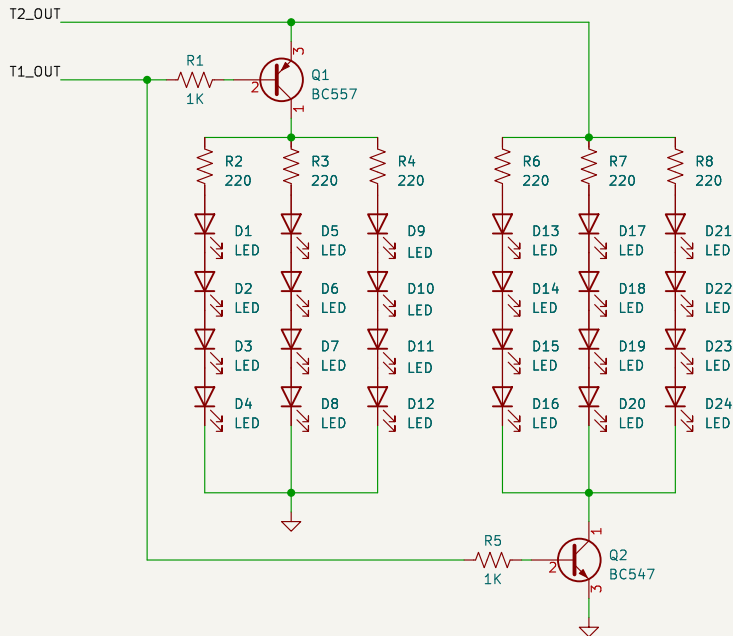 T2_OUT
T1_OUT
R1
1K
3
2
1
Q1
BC557
R2
220
R3
220
R4
220
R6
220
R7
220
R8
220
D1
LED
D5
LED
D9
LED
D13
LED
D17
LED
D21
LED
D2
LED
D6
LED
D10
LED
D14
LED
D18
LED
D22
LED
D3
LED
D7
LED
D11
LED
D15
LED
D19
LED
D23
LED
D4
LED
D8
LED
D12
LED
D16
LED
D20
LED
D24
LED
R5
1K
1
2
3
Q2
BC547